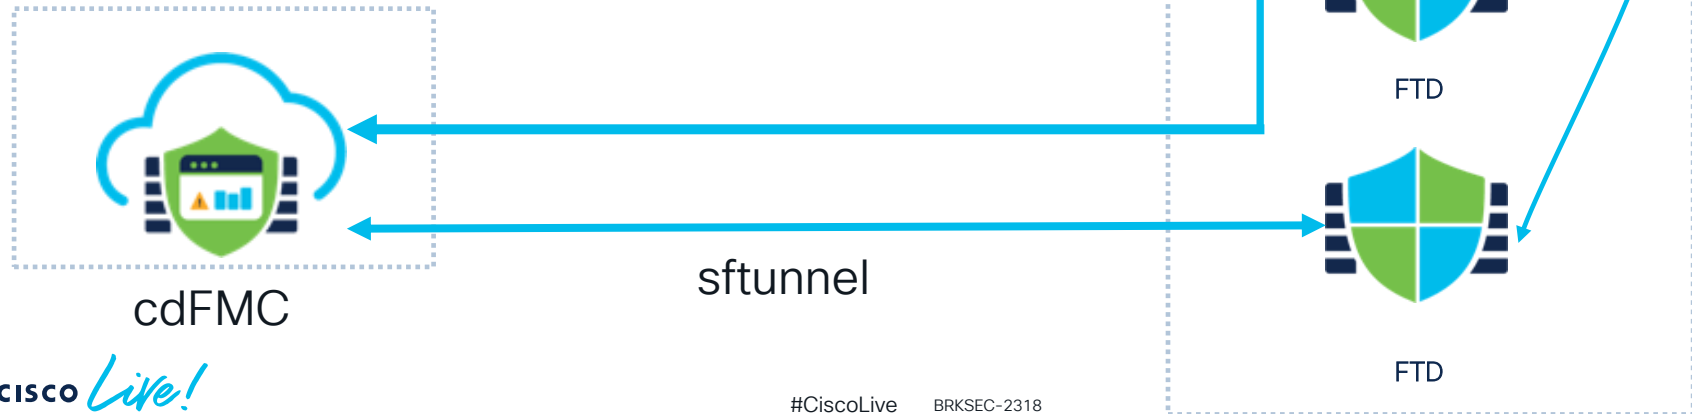 FTD
sftunnel
cdFMC
FTD
cisco Live!
#CiscoLive BRKSEC-2318